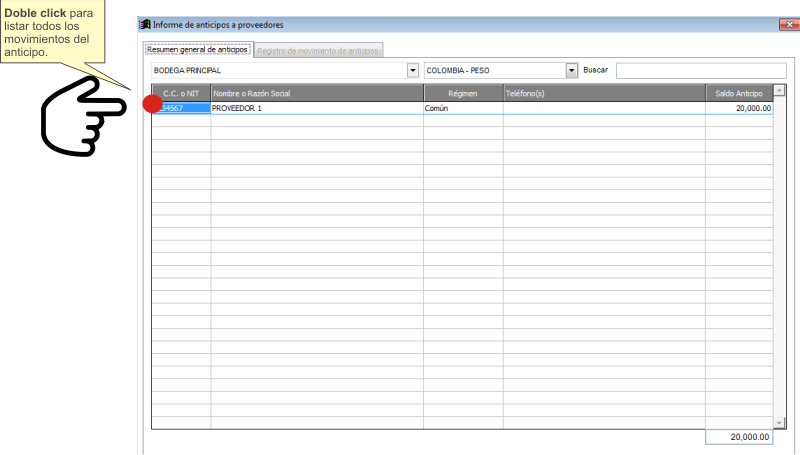 Doble click para
listar todos los
movimientos del
anticipo.
Informe de anticipos a proveedores
Resumen general de anticipos
Registro de movimiento de anticipos
BODEGA PRINCIPAL
COLOMBIA - PESO
Buscar
C.C. o NIT
Nombre o Razón Social
Régimen
Teléfono(s)
Saldo Anticipo
34567
PROVEEDOR 1
Común
20,000.00
20,000.00